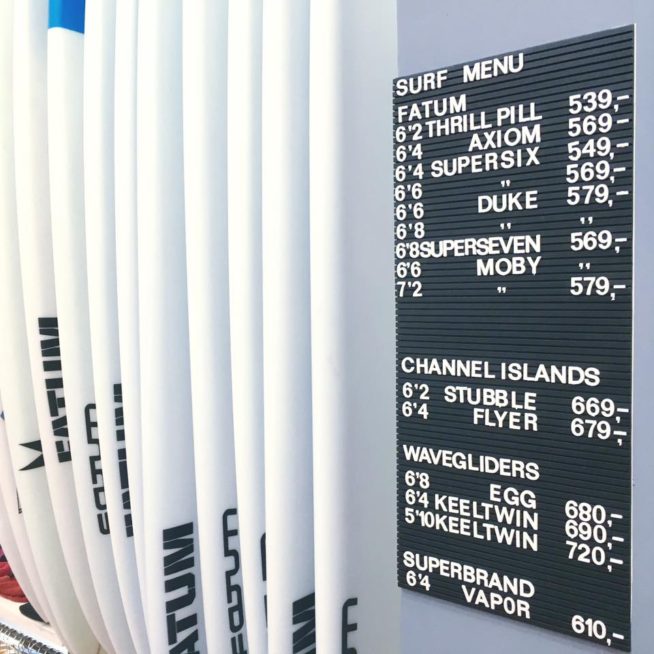 SURF MENU
FATUM
6'2 THRILL PILL 539,-
6'4 AXIOM 569-
6'4 SUPERSIX 549,-
6'6 " 569,-
6'6 DUKE 579,-
6'8 " "
6'8 SUPERSEVEN 569,-
6'6 MOBY "
7'2 " 579,-
CHANNEL ISLANDS
6'2 STUBBLE 669,-
6'4 FLYER 679,-
WAVEGLIDERS
6'8 EGG 680,-
6'4 KEELTWIN 690,-
5'10 KEELTWIN 720,-
SUPERBRAND
6'4 VAPOR 610,-
FATUM
FATUM
FATUM
FATUM
FATUM